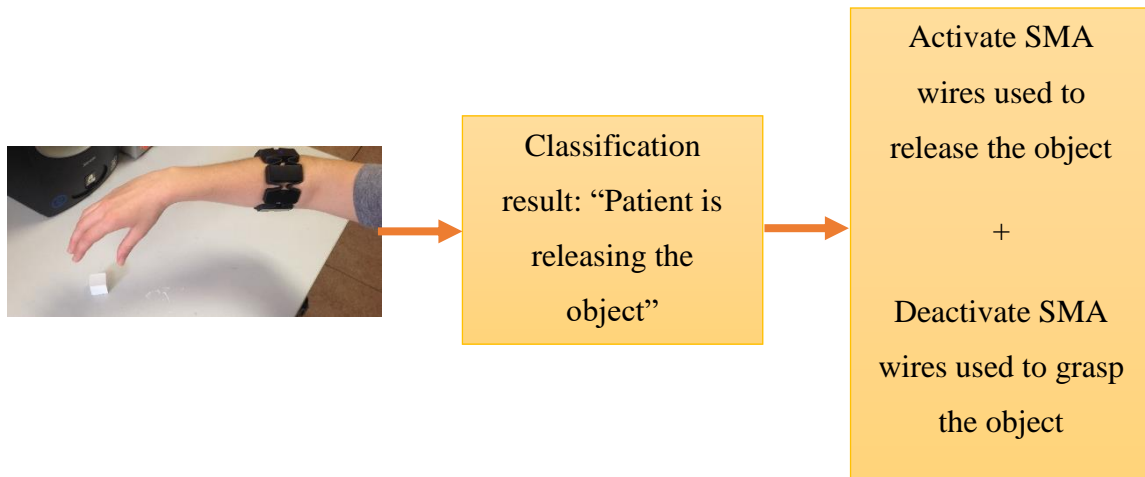 Classification
result: “Patient is
releasing the
object”
Activate SMA
wires used to
release the object
+
Deactivate SMA
wires used to grasp
the object